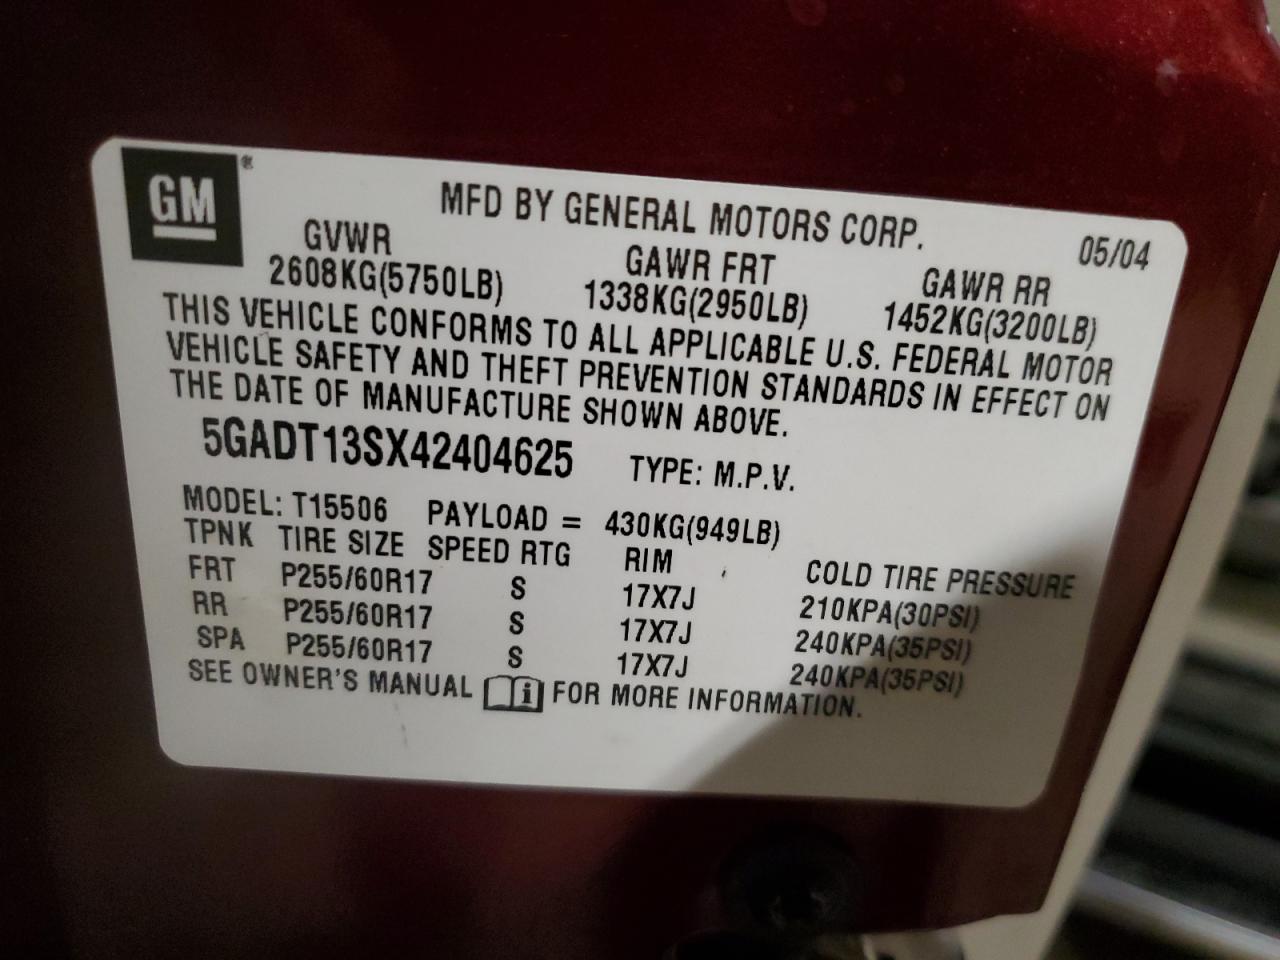 GM®
MFD BY GENERAL MOTORS CORP. 05/04
GVWR GAWR FRT GAWR RR
2608KG(5750LB) 1338KG(2950LB) 1452KG(3200LB)
THIS VEHICLE CONFORMS TO ALL APPLICABLE U.S. FEDERAL MOTOR
VEHICLE SAFETY AND THEFT PREVENTION STANDARDS IN EFFECT ON
THE DATE OF MANUFACTURE SHOWN ABOVE.
5GADT13SX42404625 TYPE: M.P.V.
MODEL: T15506 PAYLOAD = 430KG(949LB)
TPNK TIRE SIZE SPEED RTG RIM COLD TIRE PRESSURE
FRT P255/60R17 S 17X7J 210KPA(30PSI)
RR P255/60R17 S 17X7J 240KPA(35PSI)
SPA P255/60R17 S 17X7J 240KPA(35PSI)
SEE OWNER'S MANUAL i FOR MORE INFORMATION.